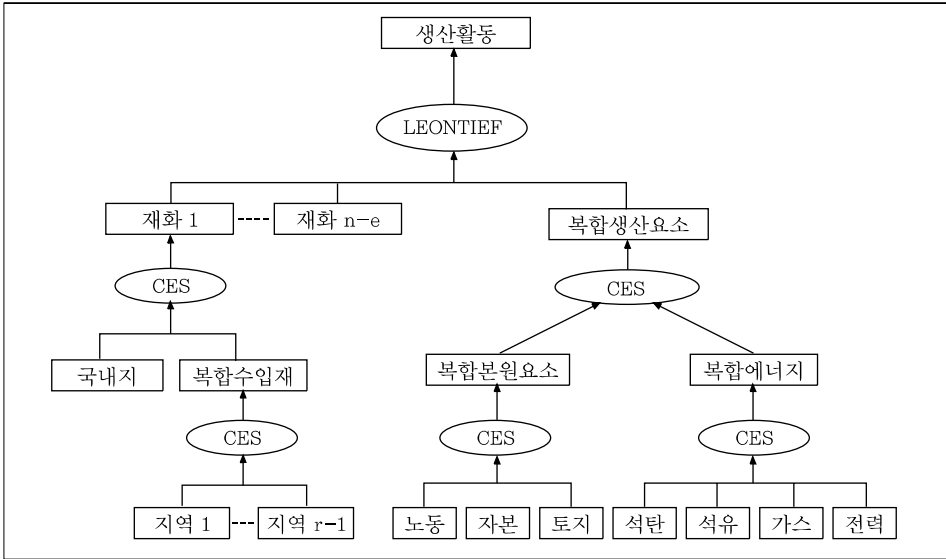 생산활동
LEONTIEF
재화 1
재화 n-e
복합생산요소
CES
CES
국내지
복합수입재
복합본원요소
복합에너지
CES
CES
CES
지역 1
지역 r-1
노동
자본
토지
석탄
석유
가스
전력